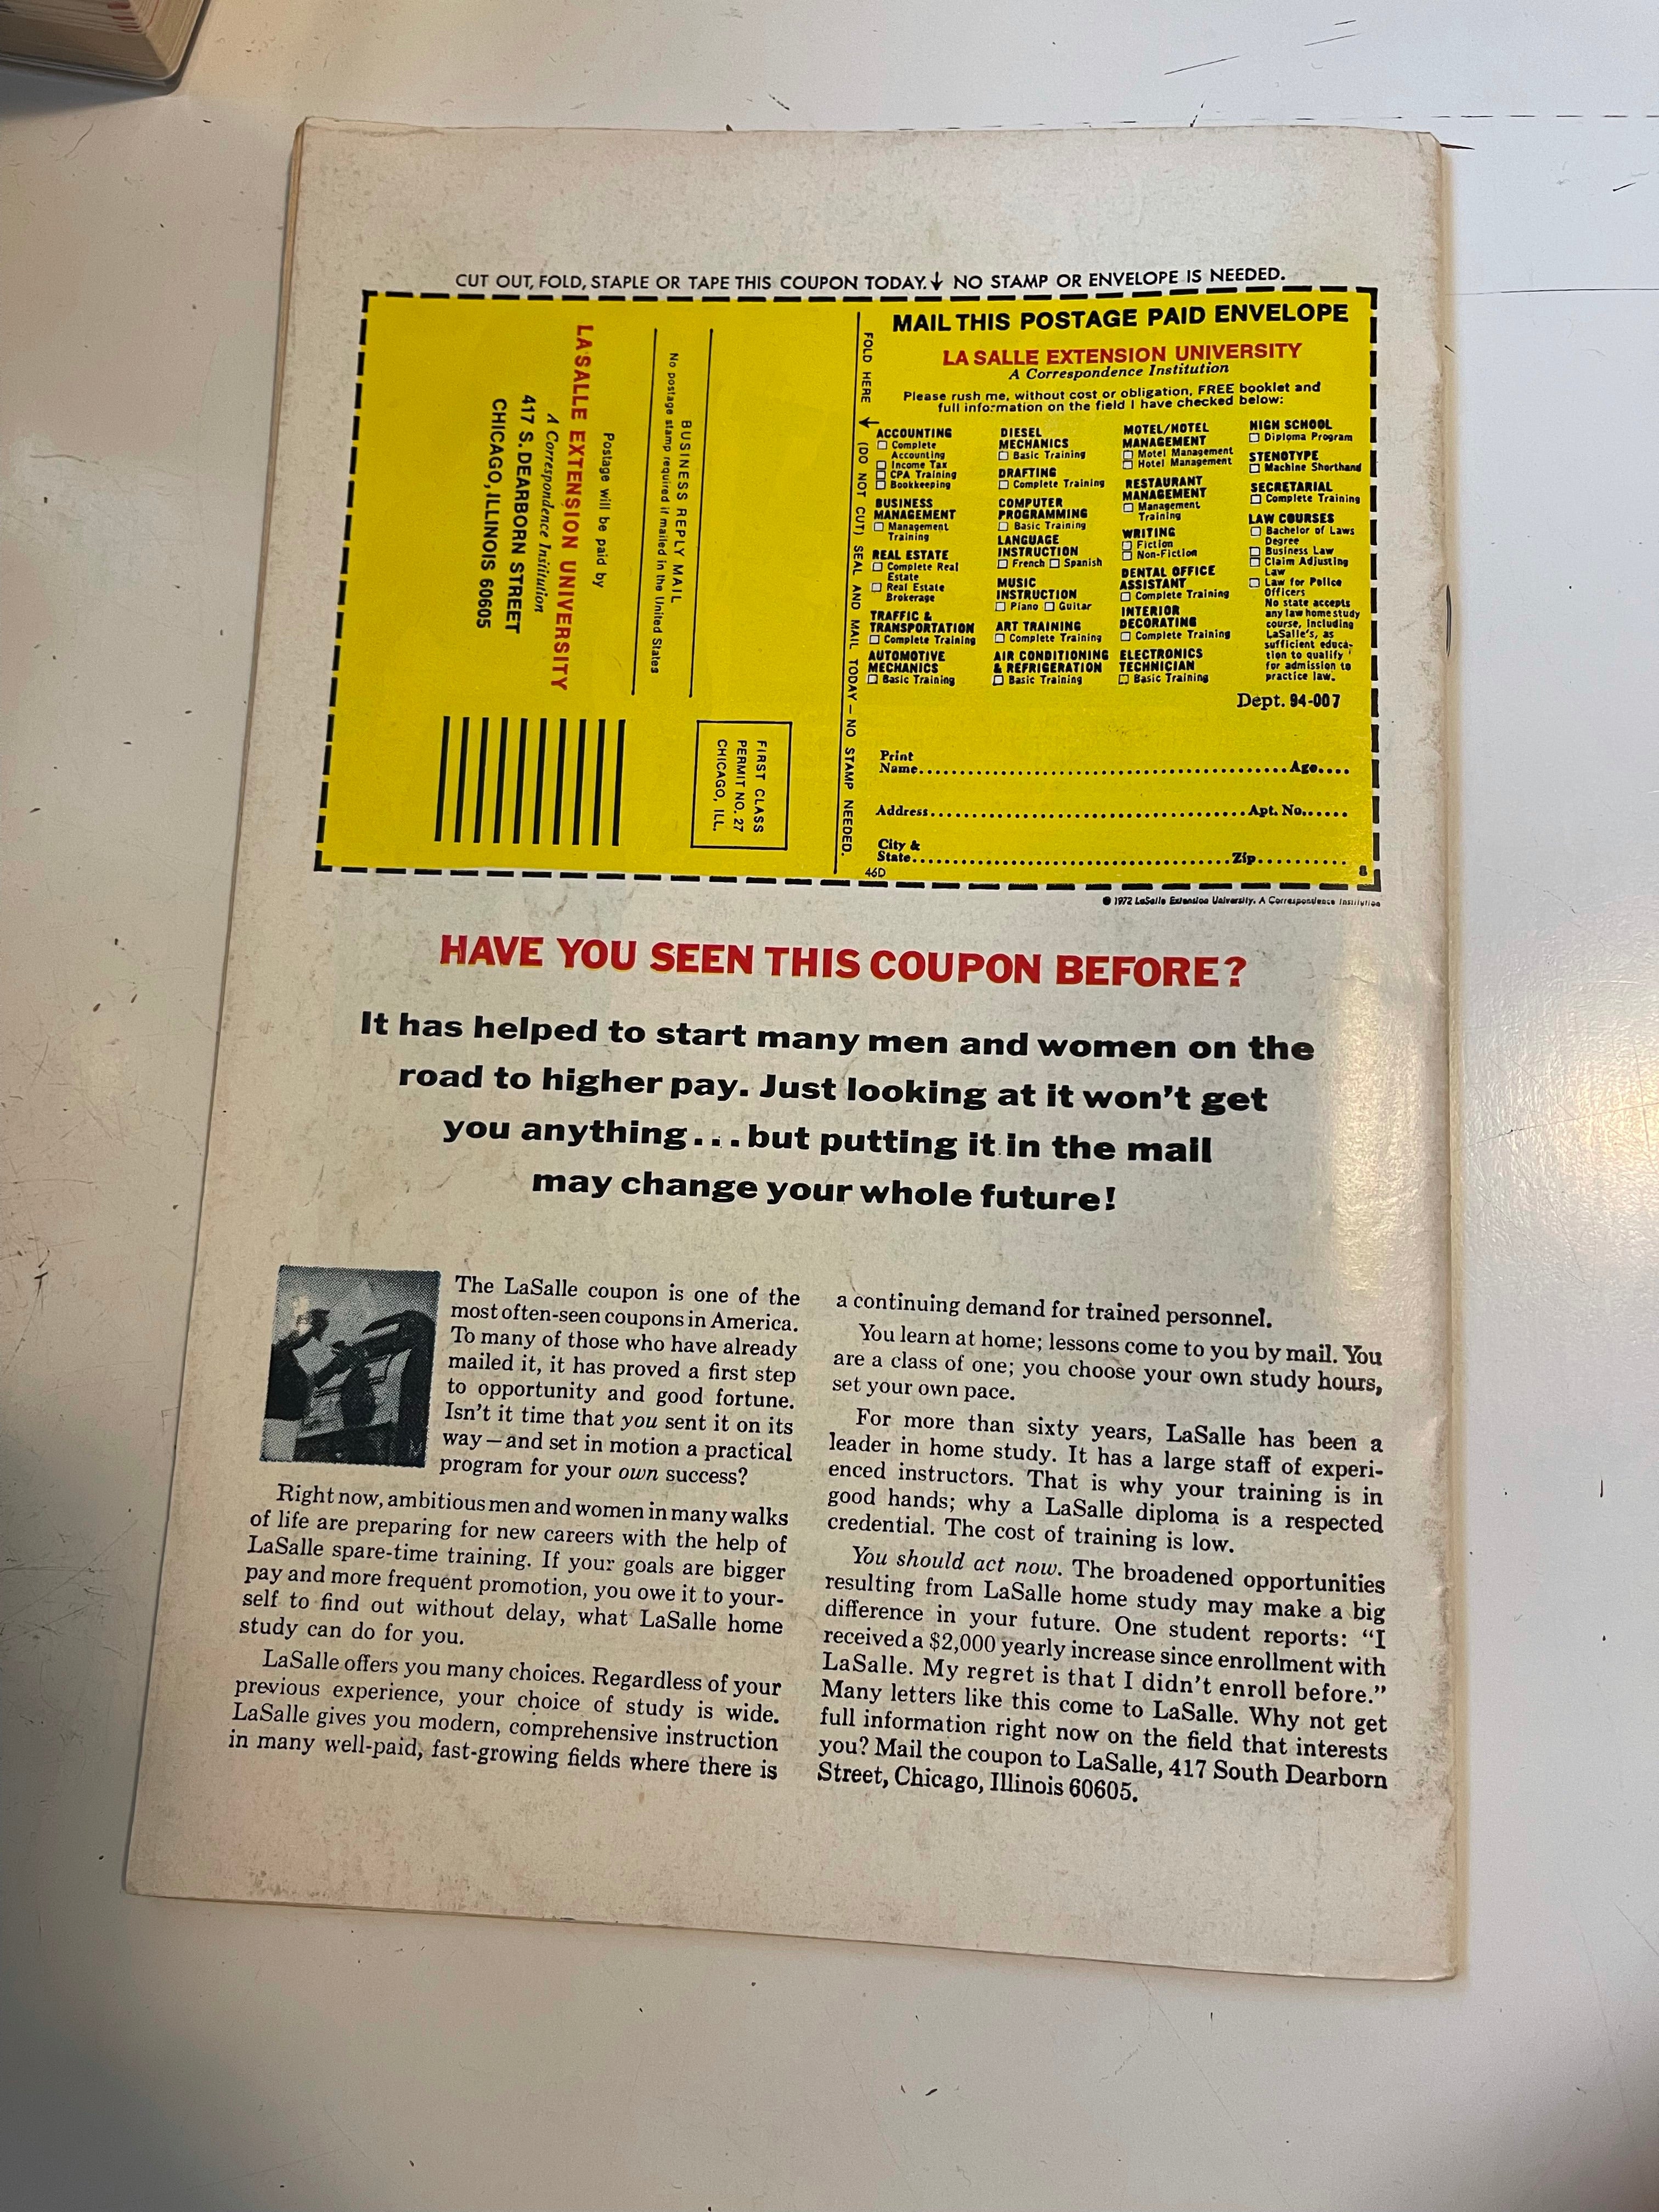 CUT OUT, FOLD, STAPLE OR TAPE THIS COUPON TODAY. ↓ NO STAMP OR ENVELOPE IS NEEDED.
LASALLE EXTENSION UNIVERSITY
A Correspondence Institution
417 S. DEARBORN STREET
CHICAGO, ILLINOIS 60605
Postage will be paid by
BUSINESS REPLY MAIL
No postage stamp required if mailed in the United States
FIRST CLASS
PERMIT NO. 27
CHICAGO, ILL.
FOLD HERE (DO NOT CUT) SEAL AND MAIL TODAY — NO STAMP NEEDED.
MAIL THIS POSTAGE PAID ENVELOPE
LA SALLE EXTENSION UNIVERSITY
A Correspondence Institution
Please rush me, without cost or obligation, FREE booklet and
full information on the field I have checked below:
ACCOUNTING
☐ Complete
Accounting
☐ Income Tax
☐ CPA Training
☐ Bookkeeping
BUSINESS
MANAGEMENT
☐ Management
Training
REAL ESTATE
☐ Complete Real
Estate
☐ Real Estate
Brokerage
TRAFFIC &
TRANSPORTATION
☐ Complete Training
AUTOMOTIVE
MECHANICS
☐ Basic Training
DIESEL
MECHANICS
☐ Basic Training
DRAFTING
☐ Complete Training
COMPUTER
PROGRAMMING
☐ Basic Training
LANGUAGE
INSTRUCTION
☐ French ☐ Spanish
MUSIC
INSTRUCTION
☐ Piano ☐ Guitar
ART TRAINING
☐ Complete Training
AIR CONDITIONING
& REFRIGERATION
☐ Basic Training
MOTEL/HOTEL
MANAGEMENT
☐ Motel Management
☐ Hotel Management
RESTAURANT
MANAGEMENT
☐ Management
Training
WRITING
☐ Fiction
☐ Non-Fiction
DENTAL OFFICE
ASSISTANT
☐ Complete Training
INTERIOR
DECORATING
☐ Complete Training
ELECTRONICS
TECHNICIAN
☐ Basic Training
HIGH SCHOOL
☐ Diploma Program
STENOTYPE
☐ Machine Shorthand
SECRETARIAL
☐ Complete Training
LAW COURSES
☐ Bachelor of Laws
Degree
☐ Business Law
☐ Claim Adjusting
Law
☐ Law for Police
Officers
No state accepts
any law home study
course, including
LaSalle's, as
sufficient educa-
tion to qualify
for admission to
practice law.
Dept. 94-007
Print
Name.......... Age....
Address.......... Apt. No......
City &
State.......... Zip..........
46D 8
© 1972 LaSalle Extension University. A Correspondence Institution
HAVE YOU SEEN THIS COUPON BEFORE?
It has helped to start many men and women on the
road to higher pay. Just looking at it won't get
you anything...but putting it in the mail
may change your whole future!
The LaSalle coupon is one of the
most often-seen coupons in America.
To many of those who have already
mailed it, it has proved a first step
to opportunity and good fortune.
Isn't it time that you sent it on its
way—and set in motion a practical
program for your own success?
Right now, ambitious men and women in many walks
of life are preparing for new careers with the help of
LaSalle spare-time training. If your goals are bigger
pay and more frequent promotion, you owe it to your-
self to find out without delay, what LaSalle home
study can do for you.
LaSalle offers you many choices. Regardless of your
previous experience, your choice of study is wide.
LaSalle gives you modern, comprehensive instruction
in many well-paid, fast-growing fields where there is
a continuing demand for trained personnel.
You learn at home; lessons come to you by mail. You
are a class of one; you choose your own study hours,
set your own pace.
For more than sixty years, LaSalle has been a
leader in home study. It has a large staff of experi-
enced instructors. That is why your training is in
good hands; why a LaSalle diploma is a respected
credential. The cost of training is low.
You should act now. The broadened opportunities
resulting from LaSalle home study may make a big
difference in your future. One student reports: "I
received a $2,000 yearly increase since enrollment with
LaSalle. My regret is that I didn't enroll before."
Many letters like this come to LaSalle. Why not get
full information right now on the field that interests
you? Mail the coupon to LaSalle, 417 South Dearborn
Street, Chicago, Illinois 60605.